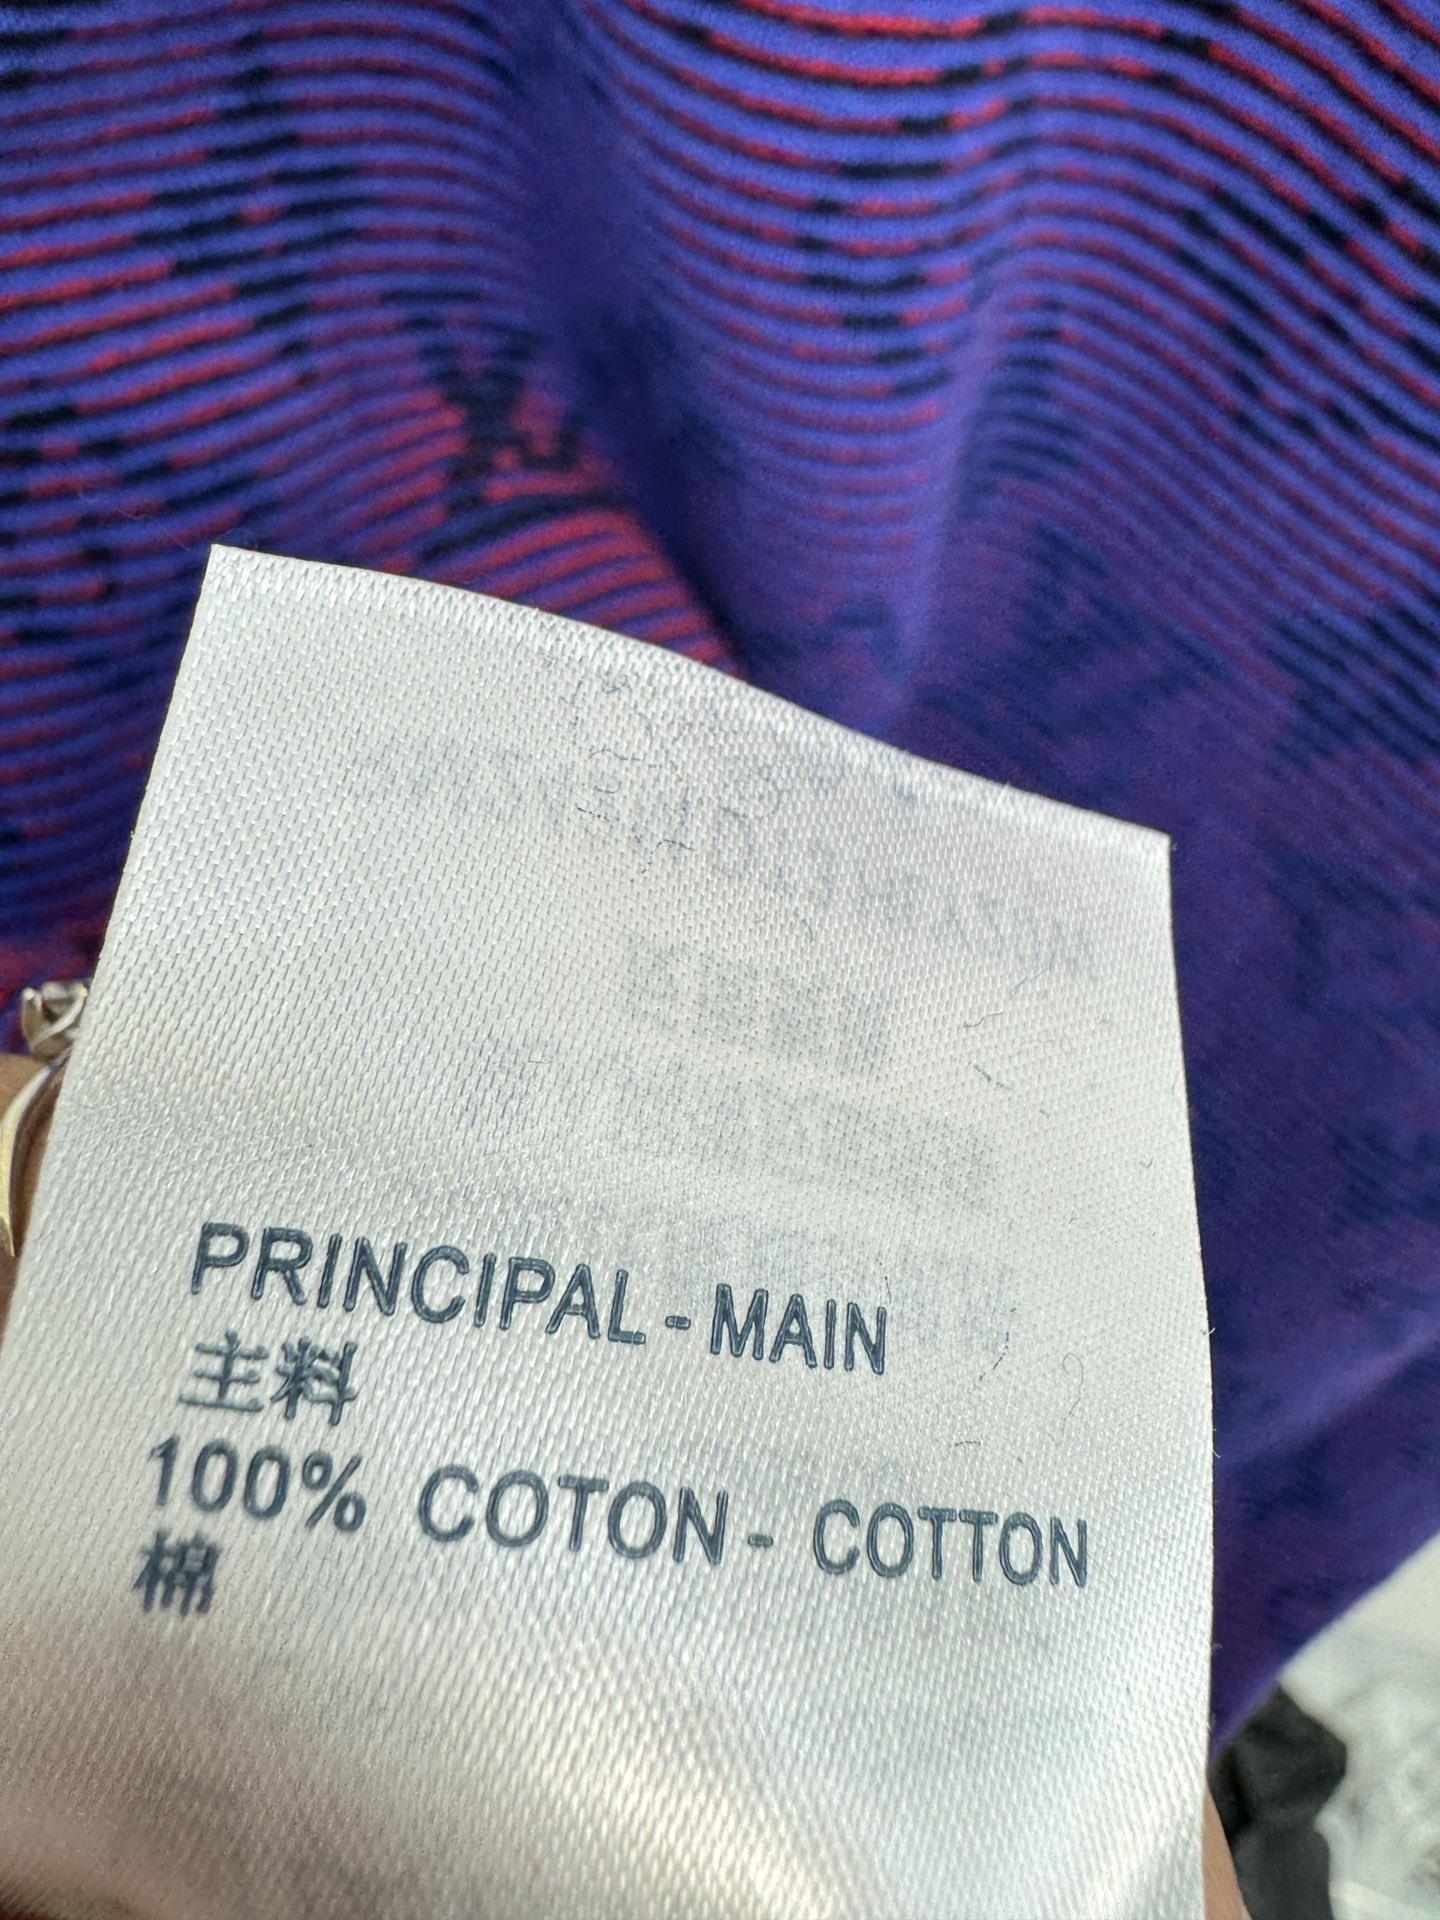 PRINCIPAL - MAIN
主料
100% COTON - COTTON
棉